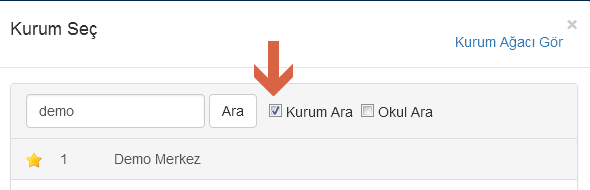 Kurum Seç
×
Kurum Ağacı Gör
demo Ara Kurum Ara Okul Ara
1 Demo Merkez